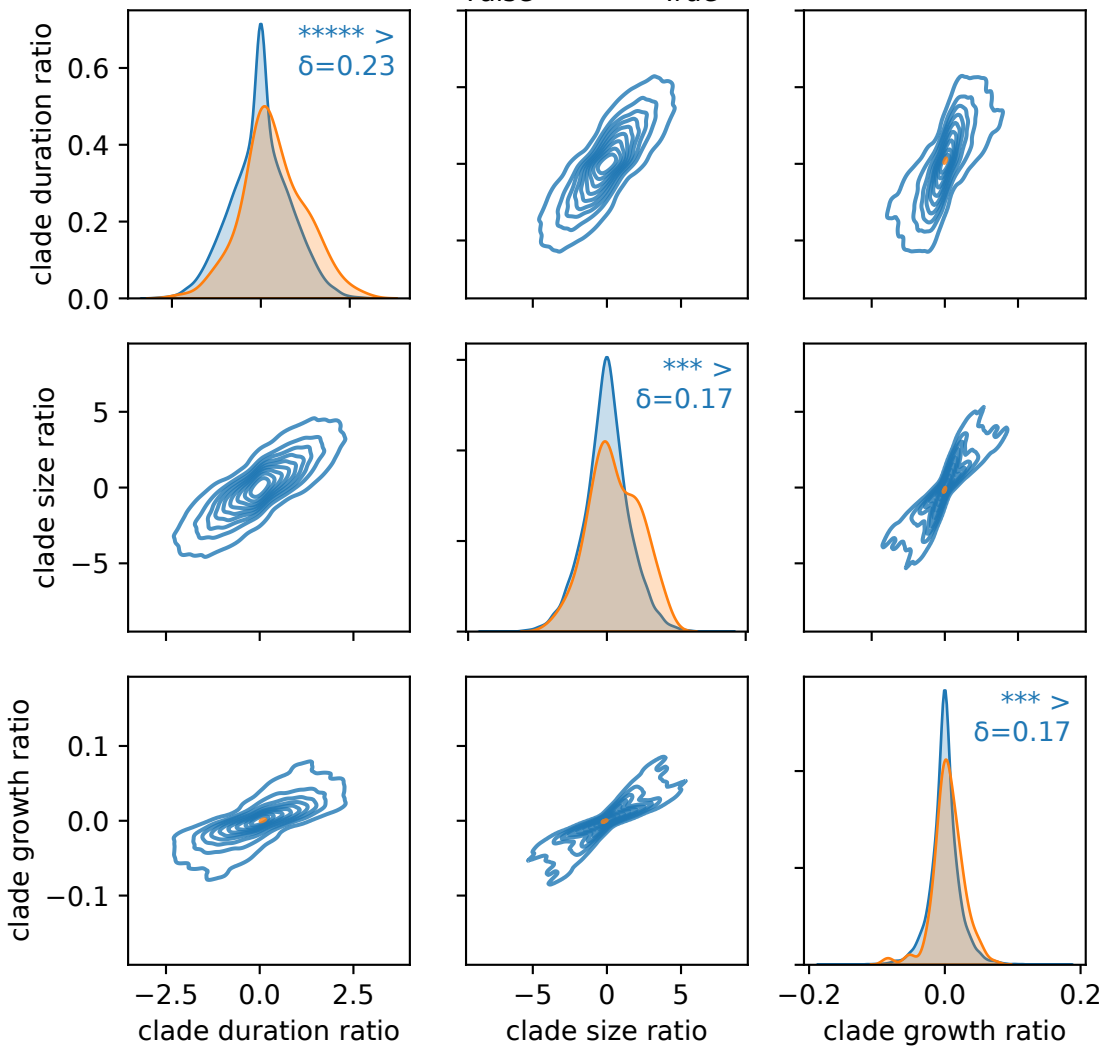 ***** >
δ=0.23
clade duration ratio
0.6
0.4
0.2
0.0
*** >
δ=0.17
clade size ratio
5
0
−5
*** >
δ=0.17
clade growth ratio
0.1
0.0
−0.1
−2.5 0.0 2.5
−5 0 5
−0.2 0.0 0.2
clade duration ratio
clade size ratio
clade growth ratio